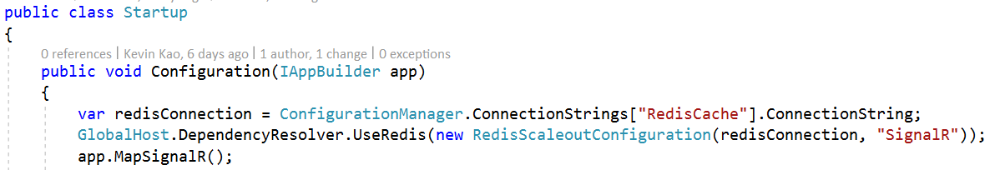 public class Startup
{
0 references | Kevin Kao, 6 days ago | 1 author, 1 change | 0 exceptions
public void Configuration(IAppBuilder app)
{
var redisConnection = ConfigurationManager.ConnectionStrings["RedisCache"].ConnectionString;
GlobalHost.DependencyResolver.UseRedis(new RedisScaleoutConfiguration(redisConnection, "SignalR"));
app.MapSignalR();